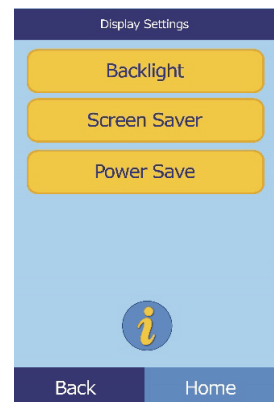 Display Settings
Backlight
Screen Saver
Power Save
i
Back Home